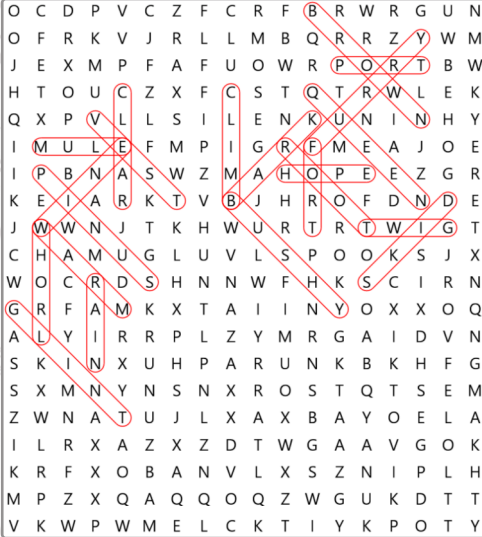 O C D P V C Z F C R F B R W R G U N
O F R K V J R L L M B Q R R Z Y W M
J E X M P F A F U O W R P O R T B W
H T O U C Z X F C S T Q T R W L E K
Q X P V L L S I L E N K U N I N H Y
I M U L E F M P I G R F M E A J O E
I P B N A S W Z M A H O P E E Z G R
K E I A R K T V B J H R O F D N D E
J W W N J T K H W U R T R T W I G T
C H A M U G L U V L S P O O K S J X
W O C R D S H N N W F H K S C I R N
G R F A M K X T A I I N Y O X X O Q
A L Y I R R P L Z Y M R G A I D V N
S K I N X U H P A R U N K B K H F G
S X M N Y N S N X R O S T Q T S E M
Z W N A T U J L X A X B A Y O E L A
I L R X A Z X Z D T W G A A V G O K
K R F X O B A N V L X S Z N I P L H
M P Z X Q A Q Q O Q Z W G U K D T T
V K W P W M E L C K T I Y K P O T Y